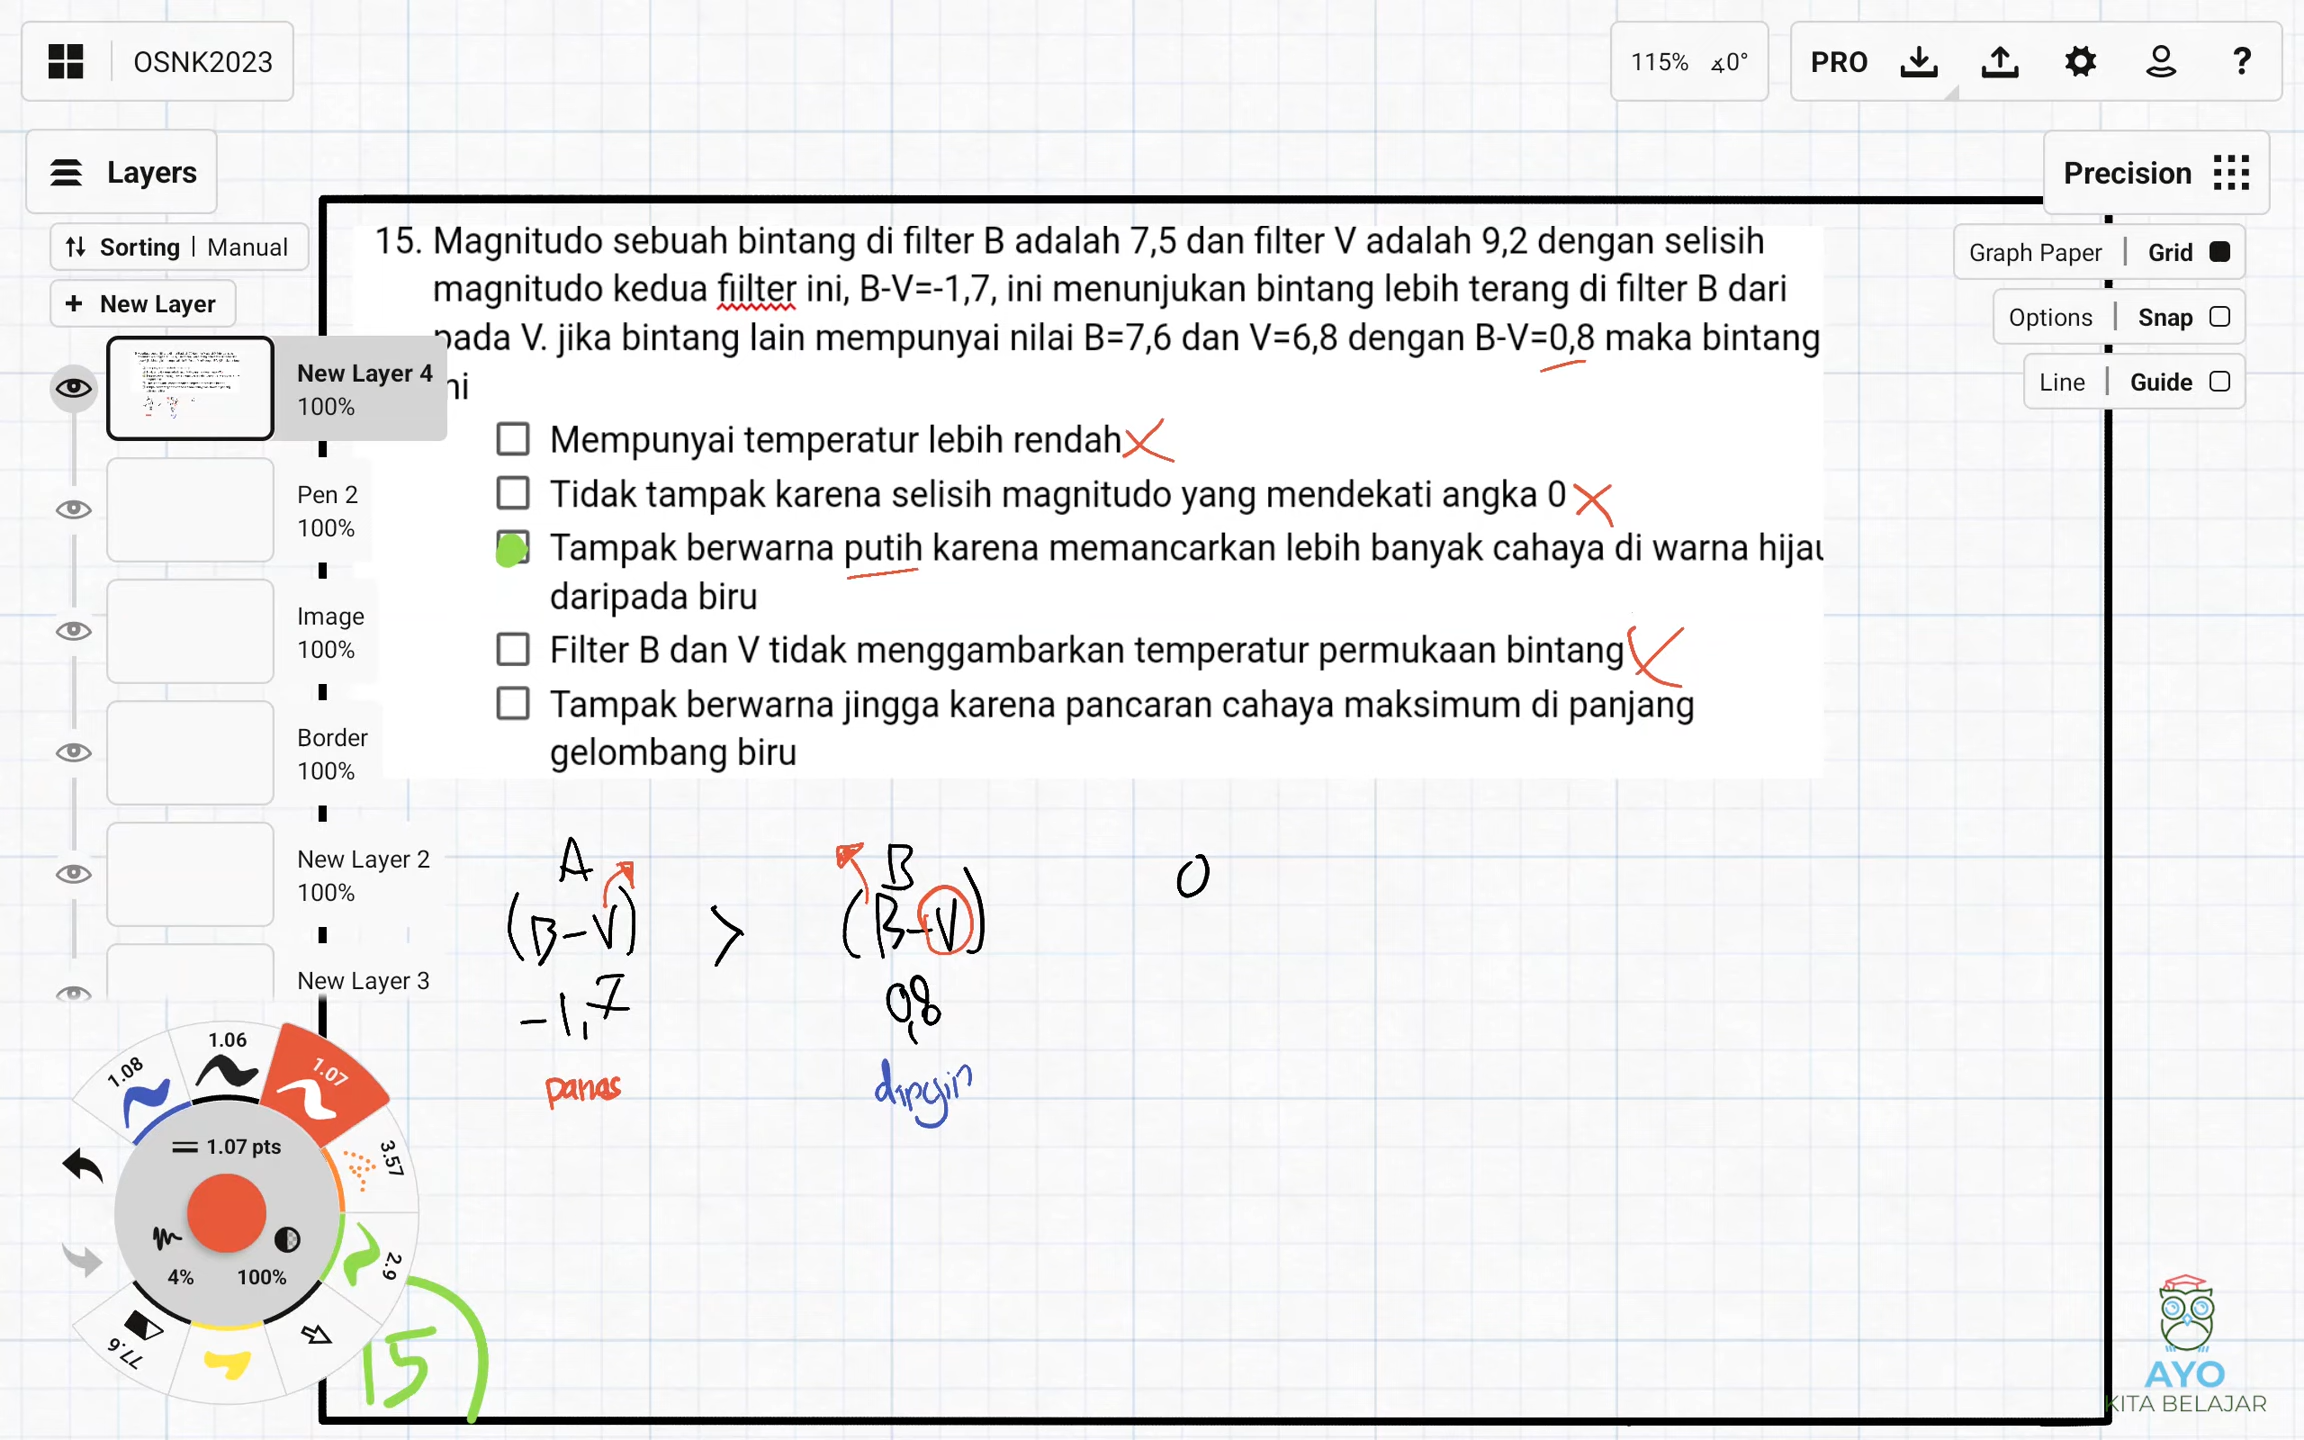 OSNK2023
115% ∡0°
PRO
?
Layers
Precision
Sorting | Manual
Graph Paper | Grid
New Layer
Options | Snap
Line | Guide
New Layer 4
100%
Pen 2
100%
Image
100%
Border
100%
New Layer 2
100%
New Layer 3
15. Magnitudo sebuah bintang di filter B adalah 7,5 dan filter V adalah 9,2 dengan selisih
magnitudo kedua fiilter ini, B-V=-1,7, ini menunjukan bintang lebih terang di filter B dari
pada V. jika bintang lain mempunyai nilai B=7,6 dan V=6,8 dengan B-V=0,8 maka bintang
ni
Mempunyai temperatur lebih rendah
Tidak tampak karena selisih magnitudo yang mendekati angka 0
Tampak berwarna putih karena memancarkan lebih banyak cahaya di warna hijau
daripada biru
Filter B dan V tidak menggambarkan temperatur permukaan bintang
Tampak berwarna jingga karena pancaran cahaya maksimum di panjang
gelombang biru
A B 0
(B-V) > (B-V)
-1,7 0,8
panas dingin
1.08
1.06
1.07
3.57
2.9
1.07 pts
4% 100%
77.6
15)
AYO
KITA BELAJAR